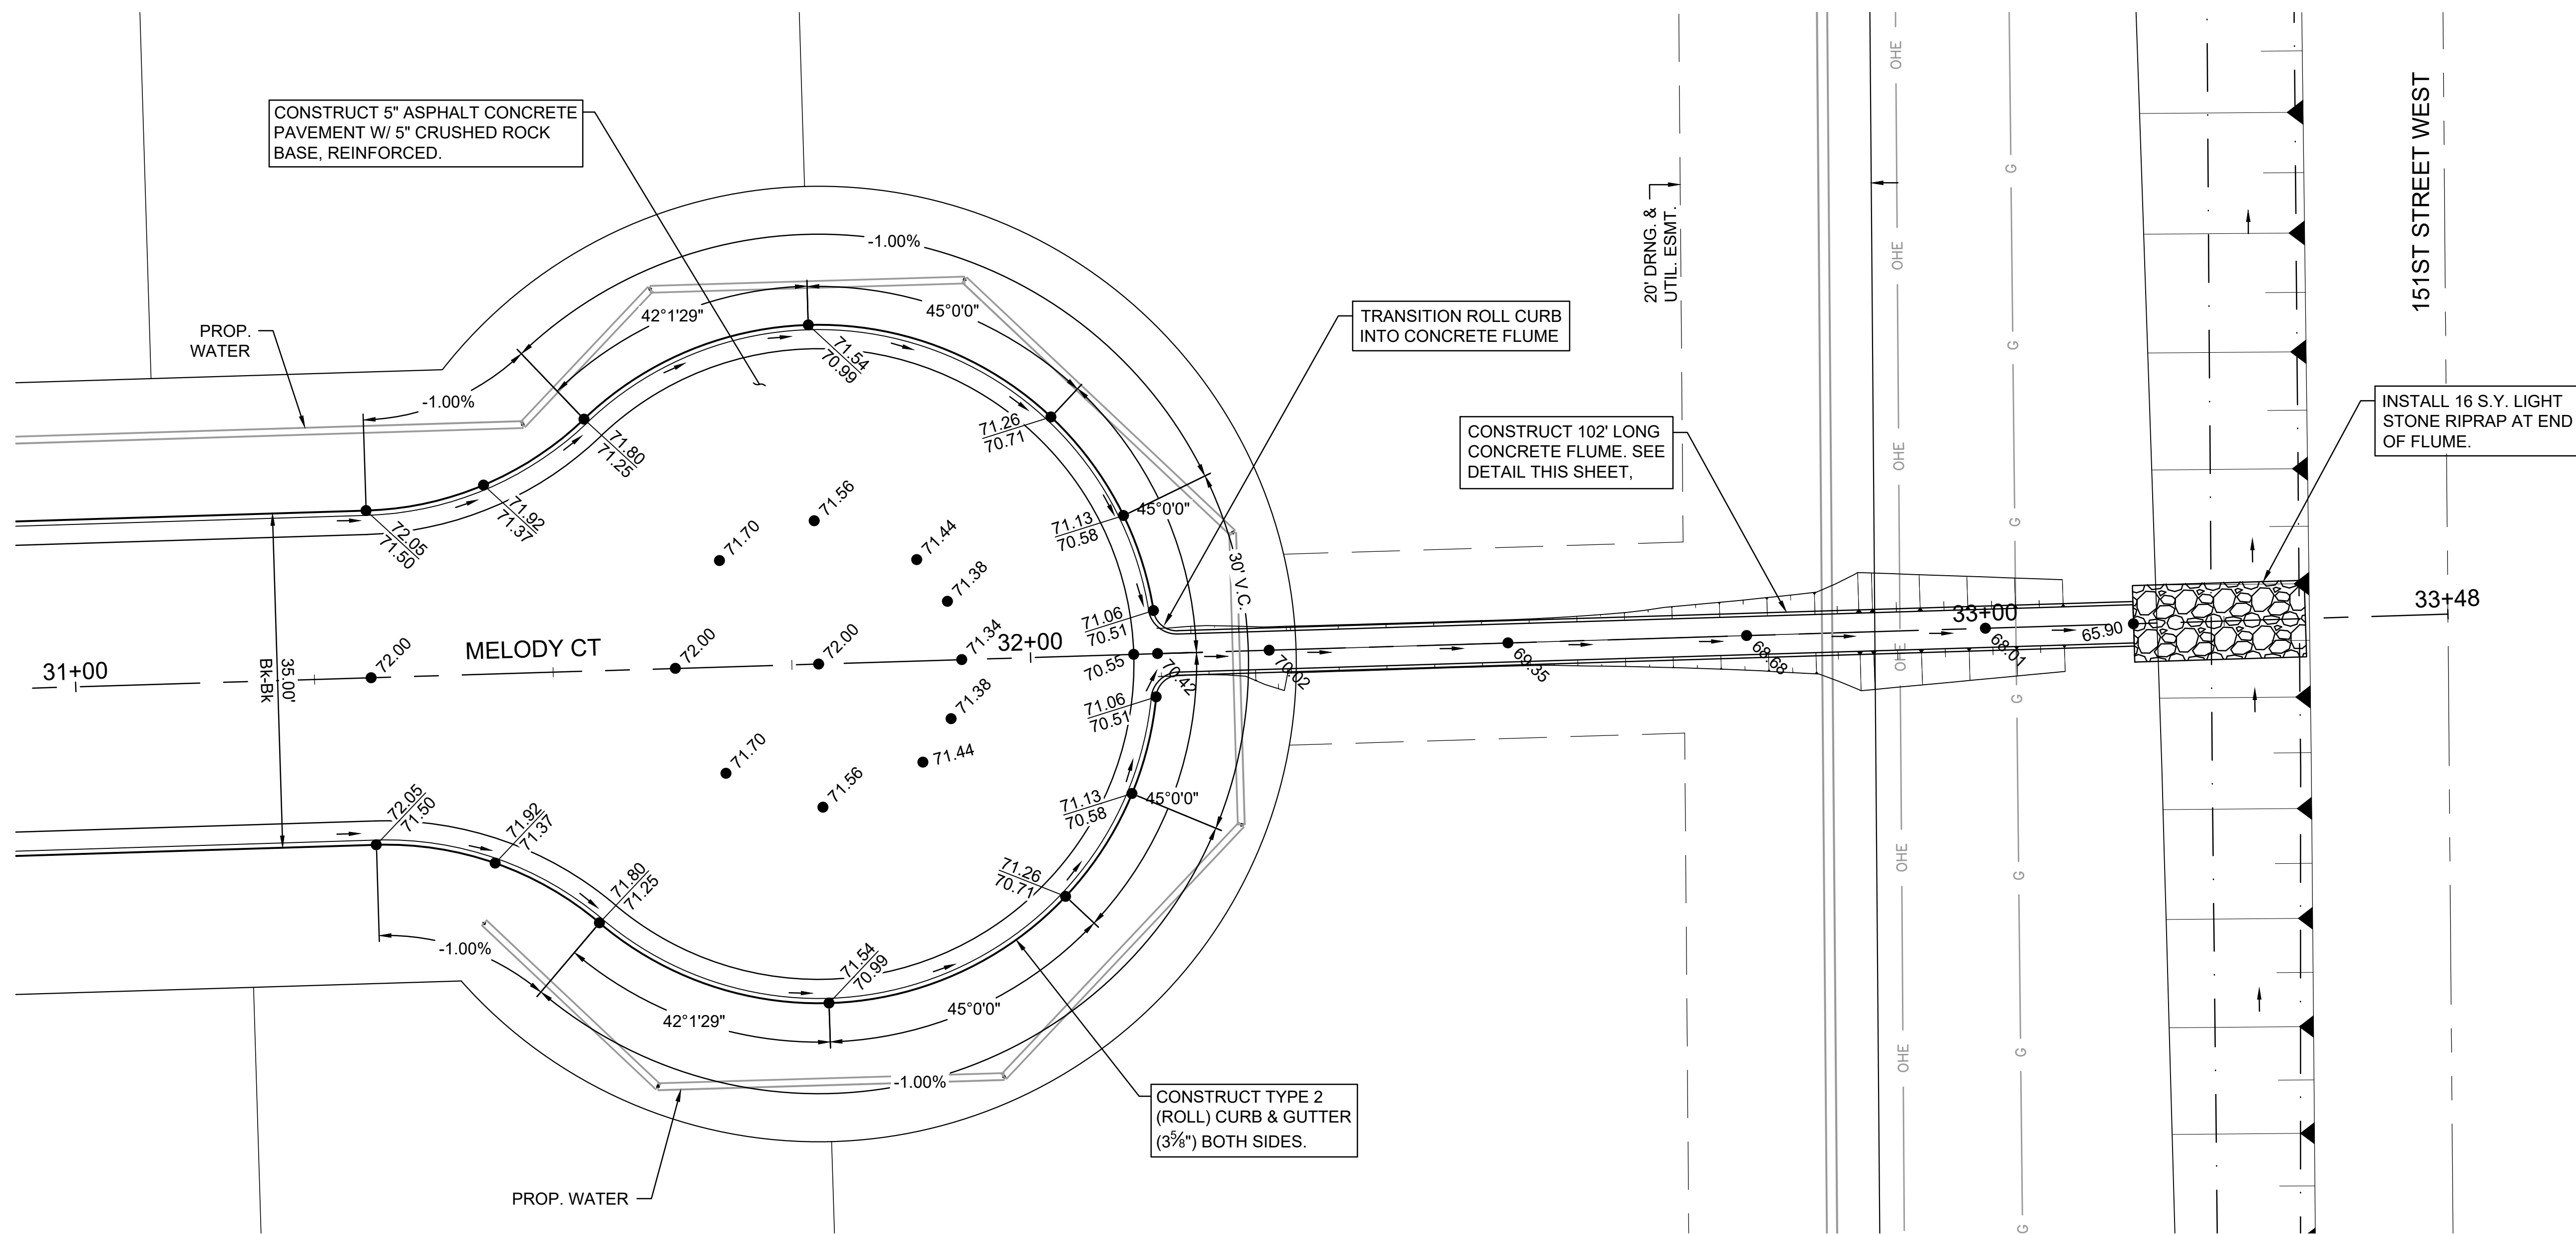 CONSTRUCT 5" ASPHALT CONCRETE
PAVEMENT W/ 5" CRUSHED ROCK
BASE, REINFORCED.
PROP.
WATER
-1.00%
-1.00%
42°1'29"
45°0'0"
45°0'0"
30' V.C.
45°0'0"
45°0'0"
42°1'29"
-1.00%
-1.00%
TRANSITION ROLL CURB
INTO CONCRETE FLUME
20' DRNG. &
UTIL. ESMT.
CONSTRUCT 102' LONG
CONCRETE FLUME. SEE
DETAIL THIS SHEET,
INSTALL 16 S.Y. LIGHT
STONE RIPRAP AT END
OF FLUME.
151ST STREET WEST
OHE
OHE
OHE
OHE
OHE
OHE
G
G
G
G
G
G
G
72.05
71.50
71.92
71.37
71.80
71.25
71.54
70.99
71.26
70.71
71.13
70.58
71.06
70.51
71.70
71.56
71.44
71.38
71.34
31+00
MELODY CT
32+00
33+00
33+48
35.00'
Bk-Bk
72.00
72.00
72.00
70.55
70.42
70.02
69.35
68.68
68.01
65.90
71.38
71.44
71.70
71.56
71.06
70.51
71.13
70.58
71.26
70.71
71.54
70.99
71.80
71.25
71.92
71.37
72.05
71.50
CONSTRUCT TYPE 2
(ROLL) CURB & GUTTER
(3⅝") BOTH SIDES.
PROP. WATER